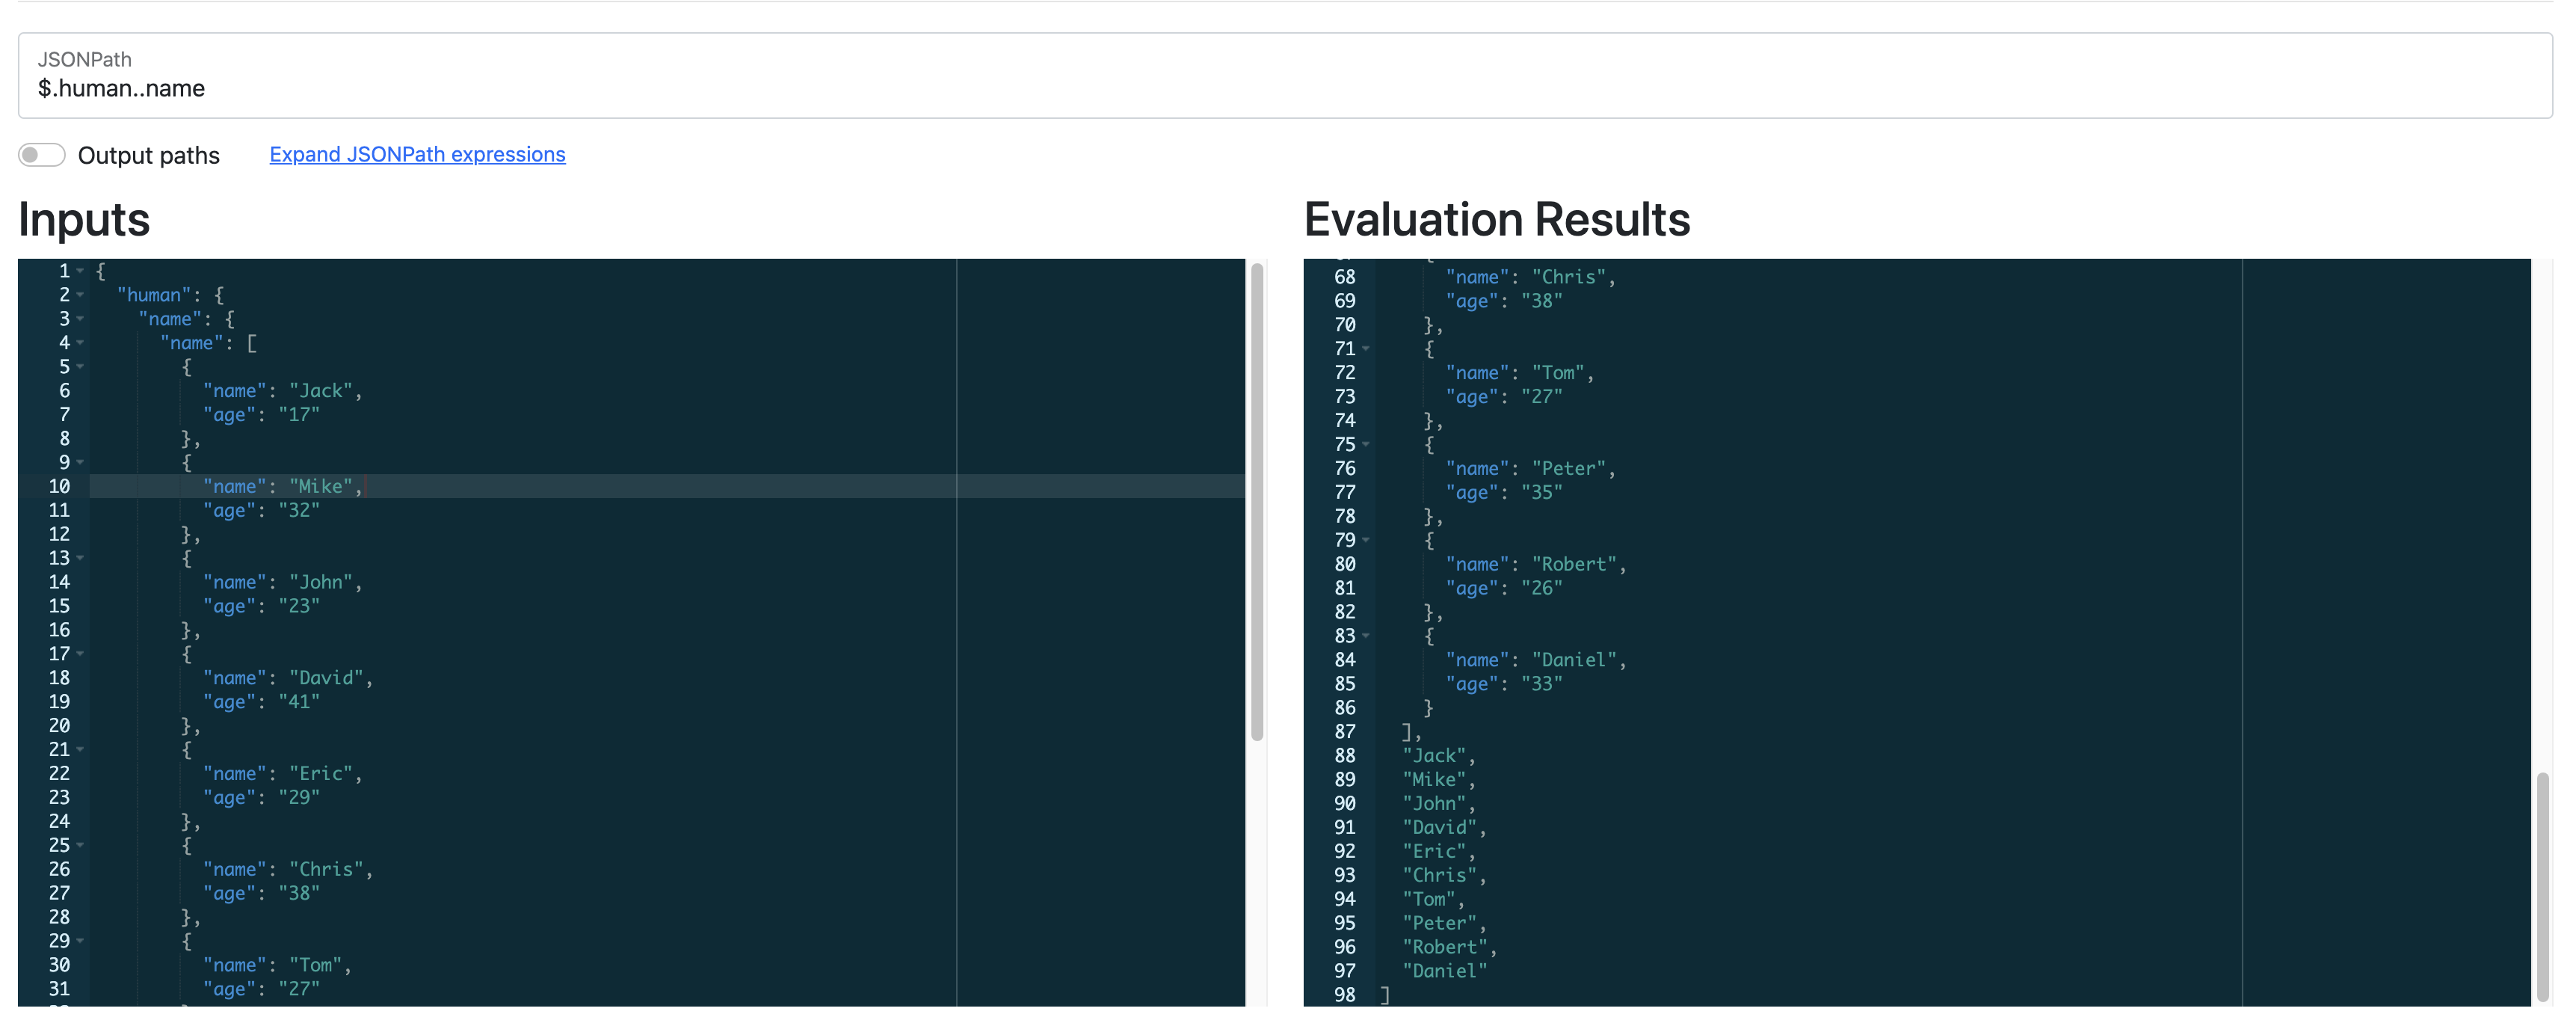 JSONPath
$.human..name
Output paths
Expand JSONPath expressions
Inputs
1 {
2 "human": {
3 "name": {
4 "name": [
5 {
6 "name": "Jack",
7 "age": "17"
8 },
9 {
10 "name": "Mike",
11 "age": "32"
12 },
13 {
14 "name": "John",
15 "age": "23"
16 },
17 {
18 "name": "David",
19 "age": "41"
20 },
21 {
22 "name": "Eric",
23 "age": "29"
24 },
25 {
26 "name": "Chris",
27 "age": "38"
28 },
29 {
30 "name": "Tom",
31 "age": "27"
Evaluation Results
68 "name": "Chris",
69 "age": "38"
70 },
71 {
72 "name": "Tom",
73 "age": "27"
74 },
75 {
76 "name": "Peter",
77 "age": "35"
78 },
79 {
80 "name": "Robert",
81 "age": "26"
82 },
83 {
84 "name": "Daniel",
85 "age": "33"
86 }
87 ],
88 "Jack",
89 "Mike",
90 "John",
91 "David",
92 "Eric",
93 "Chris",
94 "Tom",
95 "Peter",
96 "Robert",
97 "Daniel"
98 ]